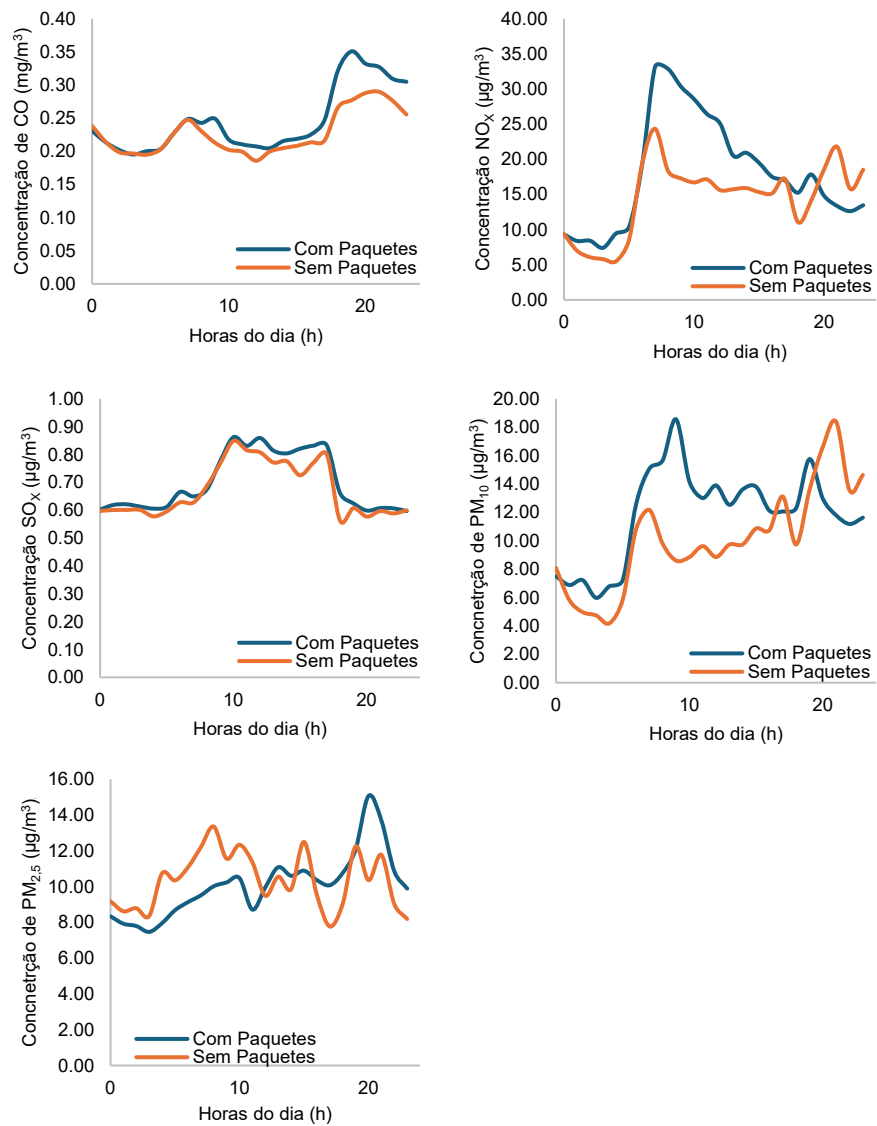 Concentração de CO (mg/m³)
0.40
0.35
0.30
0.25
0.20
0.15
0.10
0.05
0.00
Com Paquetes
Sem Paquetes
0 10 20
Horas do dia (h)
Concentração NOX (µg/m³)
40.00
35.00
30.00
25.00
20.00
15.00
10.00
5.00
0.00
Com Paquetes
Sem Paquetes
0 10 20
Horas do dia (h)
Concentração SOX (µg/m³)
1.00
0.90
0.80
0.70
0.60
0.50
0.40
0.30
0.20
0.10
0.00
Com Paquetes
Sem Paquetes
0 10 20
Horas do dia (h)
Concnetrção de PM10 (µg/m³)
20.00
18.00
16.00
14.00
12.00
10.00
8.00
6.00
4.00
2.00
0.00
Com Paquetes
Sem Paquetes
0 10 20
Horas do dia (h)
Concnetrção de PM2,5 (µg/m³)
16.00
14.00
12.00
10.00
8.00
6.00
4.00
2.00
0.00
Com Paquetes
Sem Paquetes
0 10 20
Horas do dia (h)